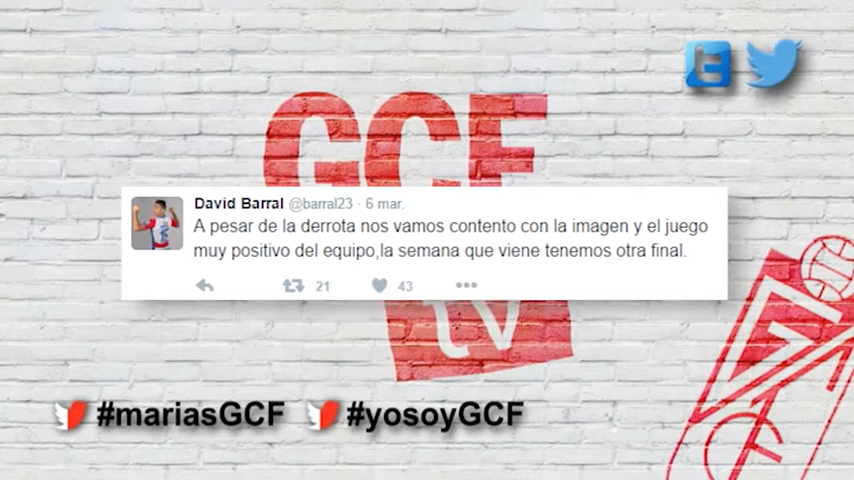 GCF
David Barral @barral23 · 6 mar.
A pesar de la derrota nos vamos contento con la imagen y el juego
muy positivo del equipo,la semana que viene tenemos otra final.
21 43
tv
#mariasGCF #yosoyGCF